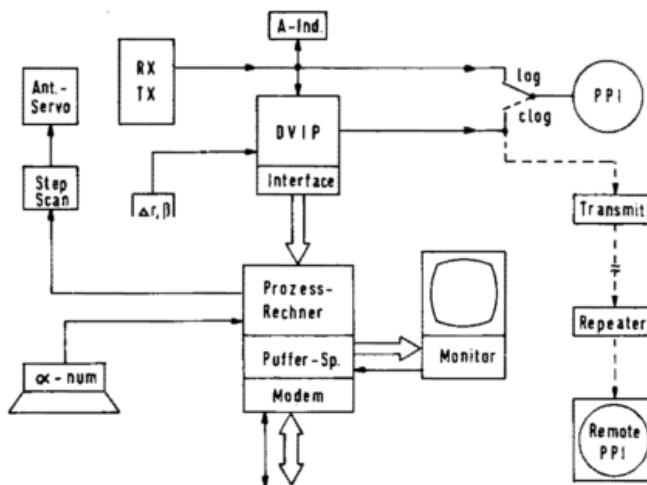 A-Ind.
RX
TX
log
PPI
clog
Ant.-
Servo
DVIP
Interface
Step
Scan
Δr,β
Transmit.
Prozess-
Rechner
Repeater
Puffer-Sp.
Monitor
α-num
Modem
Remote
PPI